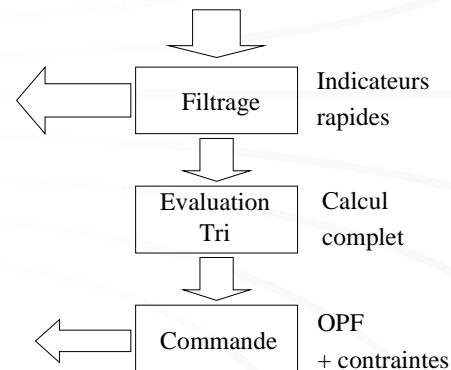 Filtrage
Indicateurs
rapides
Evaluation
Tri
Calcul
complet
Commande
OPF
+ contraintes